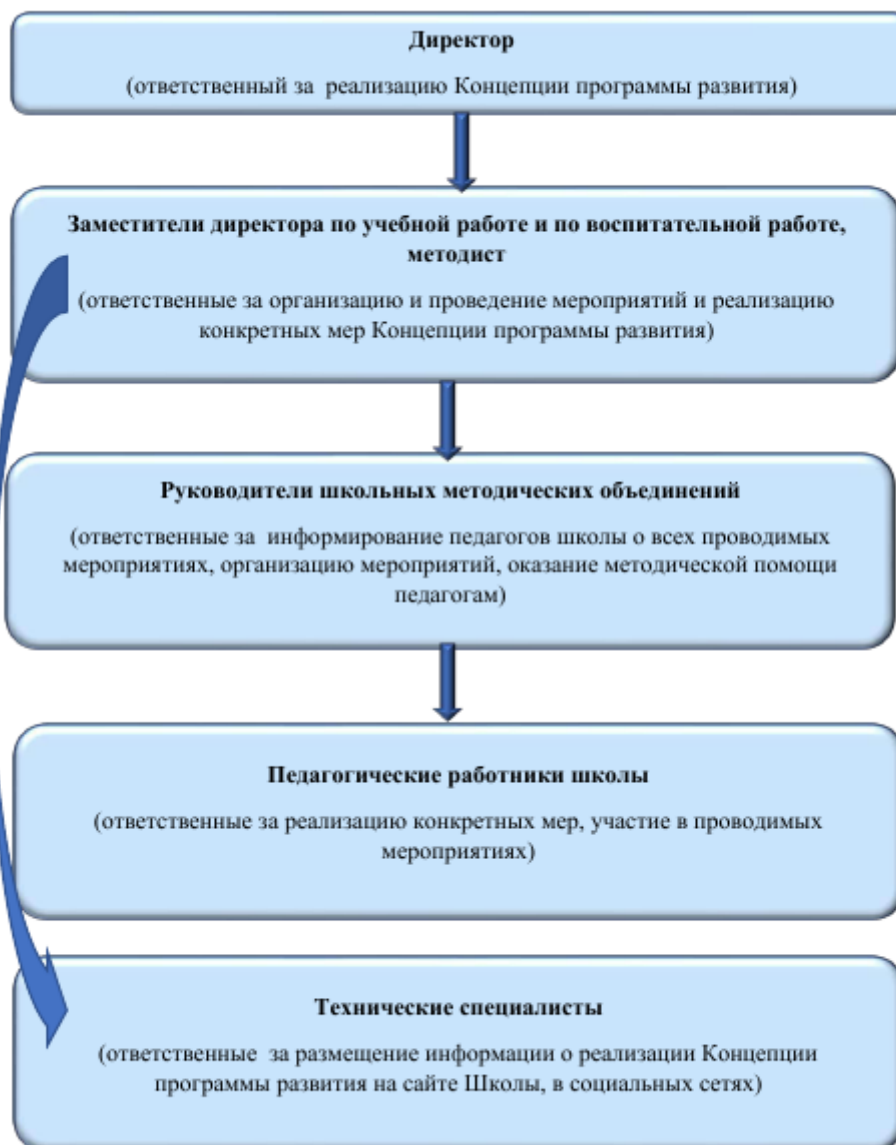 Директор
(ответственный за реализацию Концепции программы развития)
Заместители директора по учебной работе и по воспитательной работе,
методист
(ответственные за организацию и проведение мероприятий и реализацию
конкретных мер Концепции программы развития)
Руководители школьных методических объединений
(ответственные за информирование педагогов школы о всех проводимых
мероприятиях, организацию мероприятий, оказание методической помощи
педагогам)
Педагогические работники школы
(ответственные за реализацию конкретных мер, участие в проводимых
мероприятиях)
Технические специалисты
(ответственные за размещение информации о реализации Концепции
программы развития на сайте Школы, в социальных сетях)